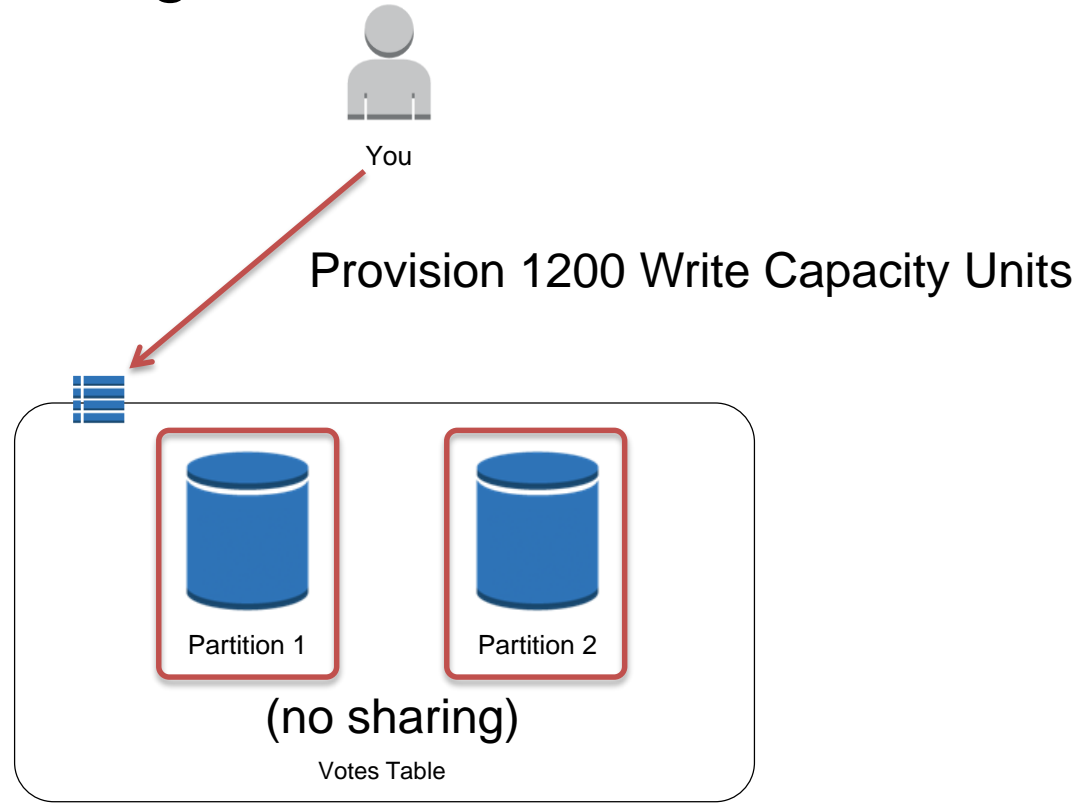 You
Provision 1200 Write Capacity Units
Partition 1
Partition 2
(no sharing)
Votes Table